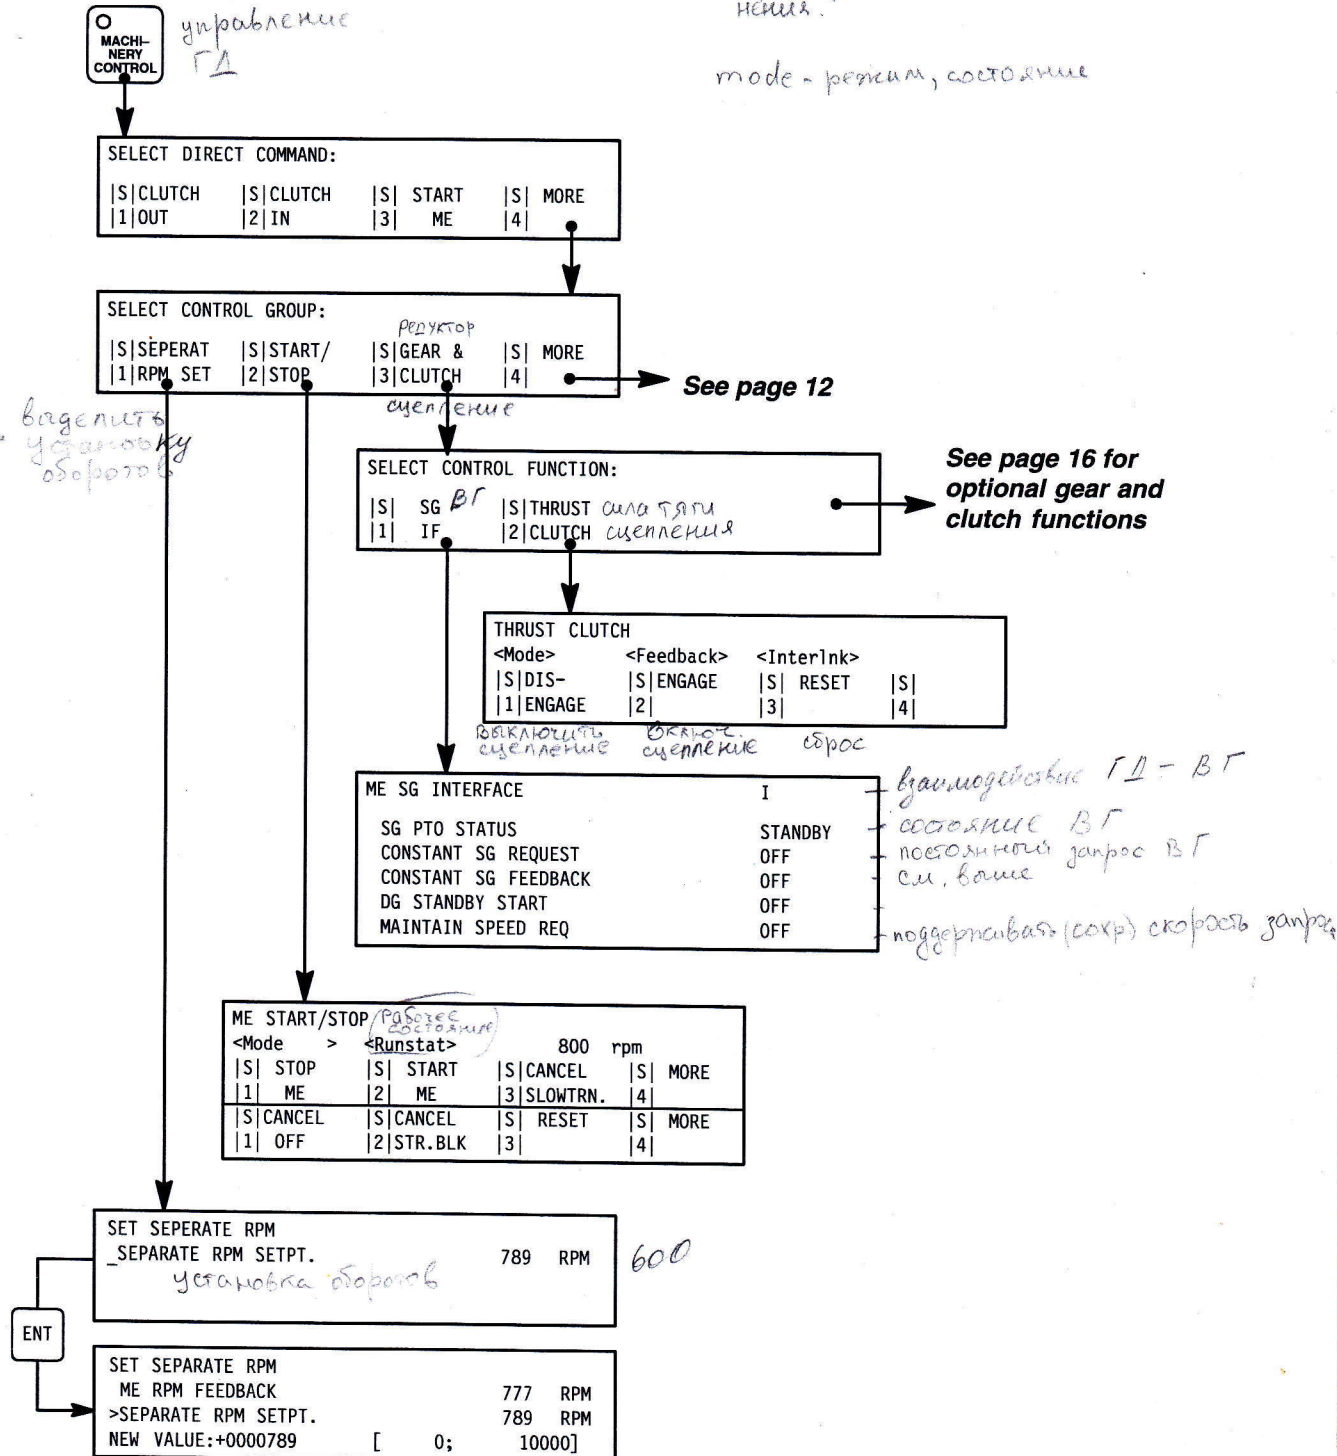 нения.
управление
ГД
MACHI-
NERY
CONTROL
mode - режим, состояние
SELECT DIRECT COMMAND:
|S|CLUTCH |S|CLUTCH |S| START |S| MORE
|1|OUT |2|IN |3| ME |4|
SELECT CONTROL GROUP:
редуктор
|S|SEPERAT |S|START/ |S|GEAR & |S| MORE
|1|RPM SET |2|STOP |3|CLUTCH |4|
See page 12
сцепление
выделить
установку
оборотов
SELECT CONTROL FUNCTION:
|S| SG ВГ |S|THRUST сила тяги
|1| IF |2|CLUTCH сцепления
See page 16 for
optional gear and
clutch functions
THRUST CLUTCH
<Mode> <Feedback> <Interlnk>
|S|DIS- |S|ENGAGE |S| RESET |S|
|1|ENGAGE |2| |3| |4|
выключить включ. сброс
сцепление сцепление
ME SG INTERFACE I - взаимодействие ГД - ВГ
SG PTO STATUS STANDBY - состояние ВГ
CONSTANT SG REQUEST OFF - постоянный запрос ВГ
CONSTANT SG FEEDBACK OFF - см. выше
DG STANDBY START OFF -
MAINTAIN SPEED REQ OFF - поддерживать (сохр) скорость
ME START/STOP Рабочее
состояние
<Mode > <Runstat> 800 rpm
|S| STOP |S| START |S|CANCEL |S| MORE
|1| ME |2| ME |3|SLOWTRN. |4|
|S|CANCEL |S|CANCEL |S| RESET |S| MORE
|1| OFF |2|STR.BLK |3| |4|
SET SEPERATE RPM
_SEPARATE RPM SETPT. 789 RPM 600
установка оборотов
ENT
SET SEPARATE RPM
ME RPM FEEDBACK 777 RPM
>SEPARATE RPM SETPT. 789 RPM
NEW VALUE:+0000789 [ 0; 10000]